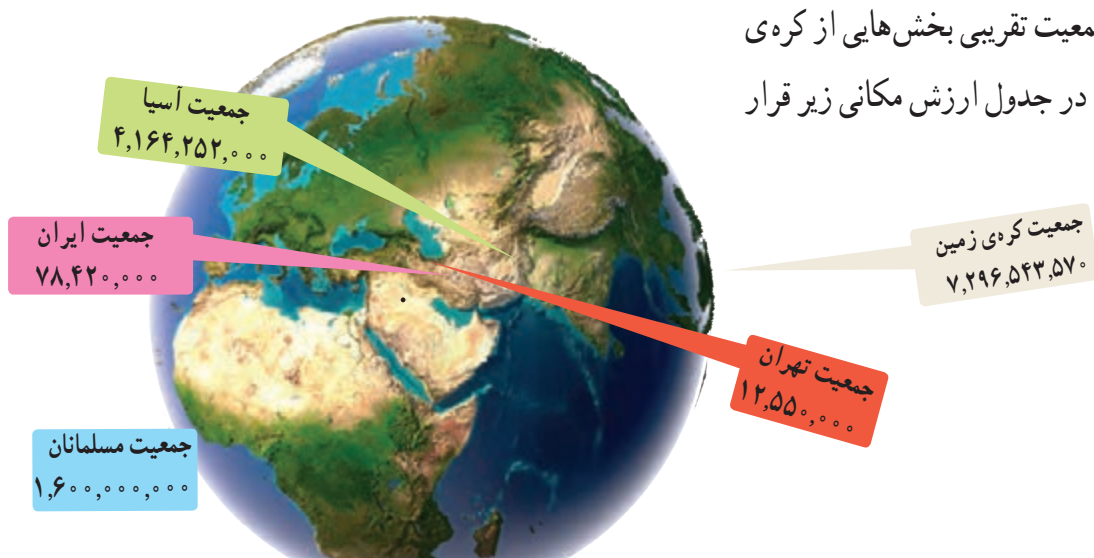 معیت تقریبی بخش‌هایی از کره‌ی
در جدول ارزش مکانی زیر قرار
جمعیت آسیا
۴,۱۶۴,۲۵۲,۰۰۰
جمعیت ایران
۷۸,۴۲۰,۰۰۰
جمعیت کره‌ی زمین
۷,۲۹۶,۵۴۳,۵۷۰
جمعیت تهران
۱۲,۵۵۰,۰۰۰
جمعیت مسلمانان
۱,۶۰۰,۰۰۰,۰۰۰